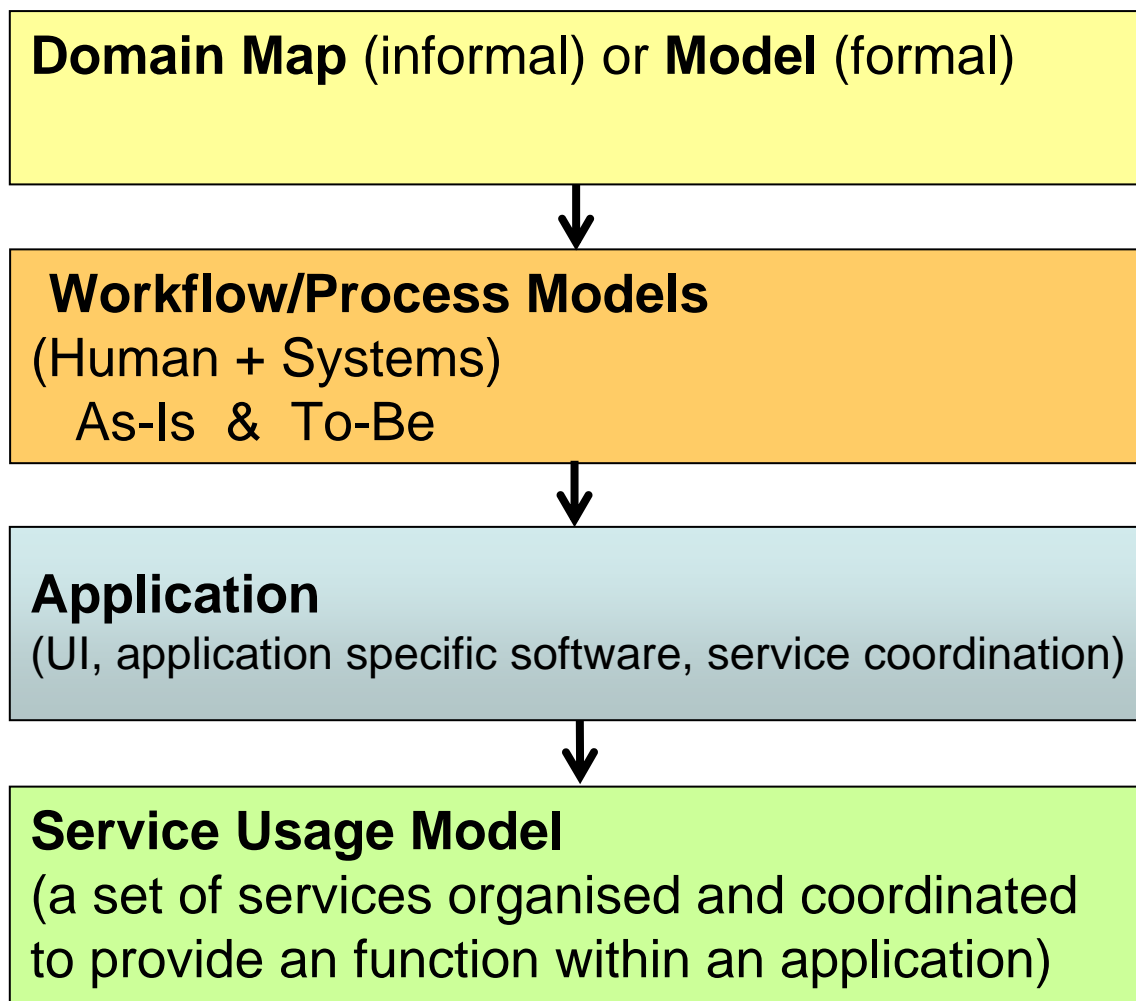 Domain Map (informal) or Model (formal)
Workflow/Process Models
(Human + Systems)
As-Is & To-Be
Application
(UI, application specific software, service coordination)
Service Usage Model
(a set of services organised and coordinated
to provide an function within an application)